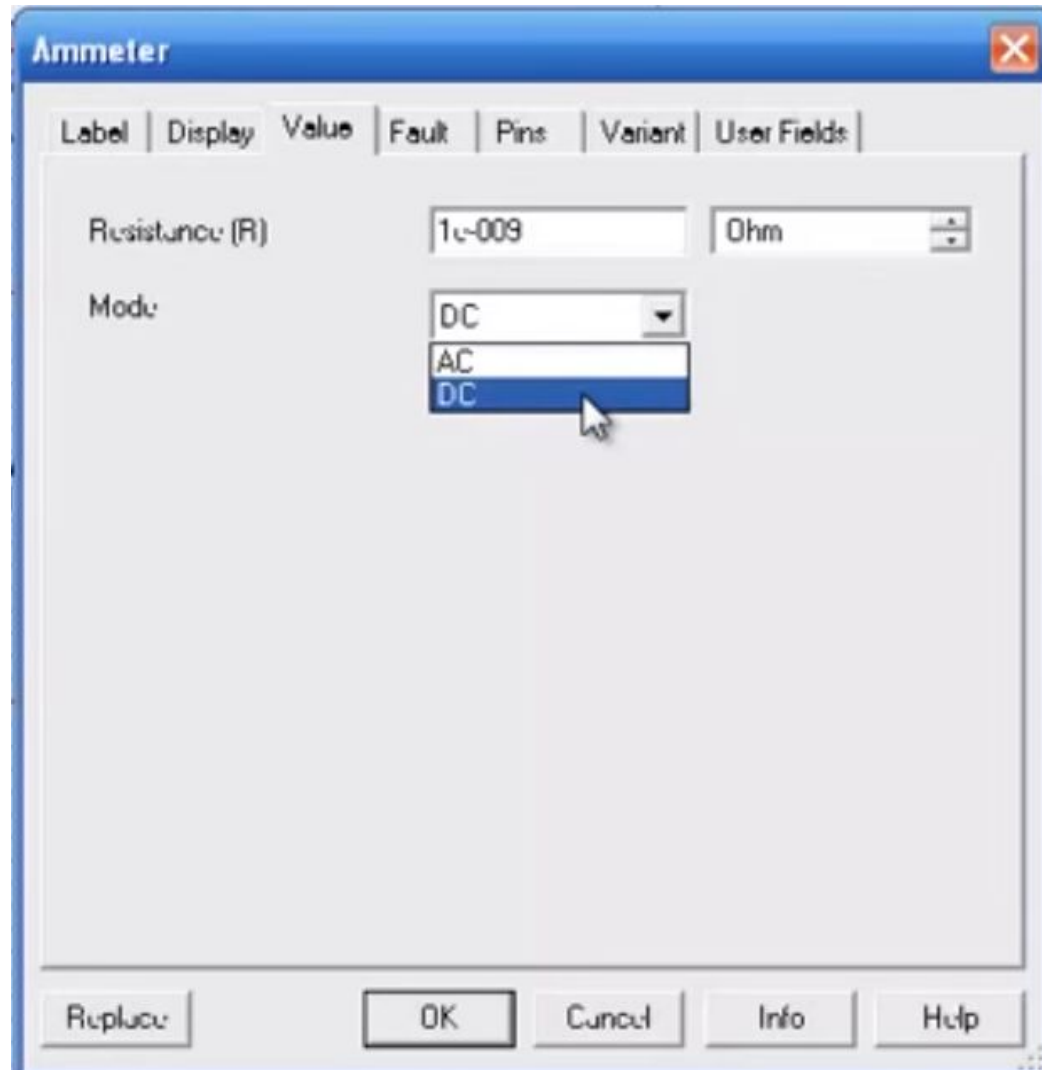 Ammeter
Label Display Value Fault Pins Variant User Fields
Resistance (R) 1e-009 Ohm
Mode DC
AC
DC
Replace OK Cancel Info Help